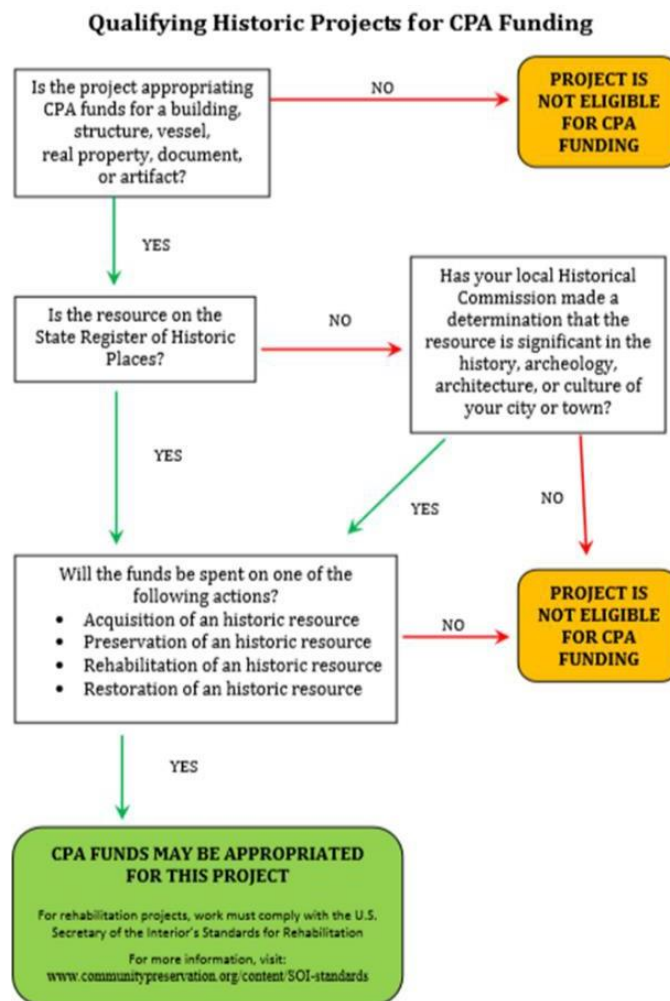 Qualifying Historic Projects for CPA Funding
Is the project appropriating
CPA funds for a building,
structure, vessel,
real property, document,
or artifact?
NO
PROJECT IS
NOT ELIGIBLE
FOR CPA
FUNDING
YES
Is the resource on the
State Register of Historic
Places?
NO
Has your local Historical
Commission made a
determination that the
resource is significant in the
history, archeology,
architecture, or culture of
your city or town?
YES
YES
NO
Will the funds be spent on one of the
following actions?
• Acquisition of an historic resource
• Preservation of an historic resource
• Rehabilitation of an historic resource
• Restoration of an historic resource
NO
PROJECT IS
NOT ELIGIBLE
FOR CPA
FUNDING
YES
CPA FUNDS MAY BE APPROPRIATED
FOR THIS PROJECT
For rehabilitation projects, work must comply with the U.S.
Secretary of the Interior's Standards for Rehabilitation
For more information, visit:
www.communitypreservation.org/content/SOI-standards